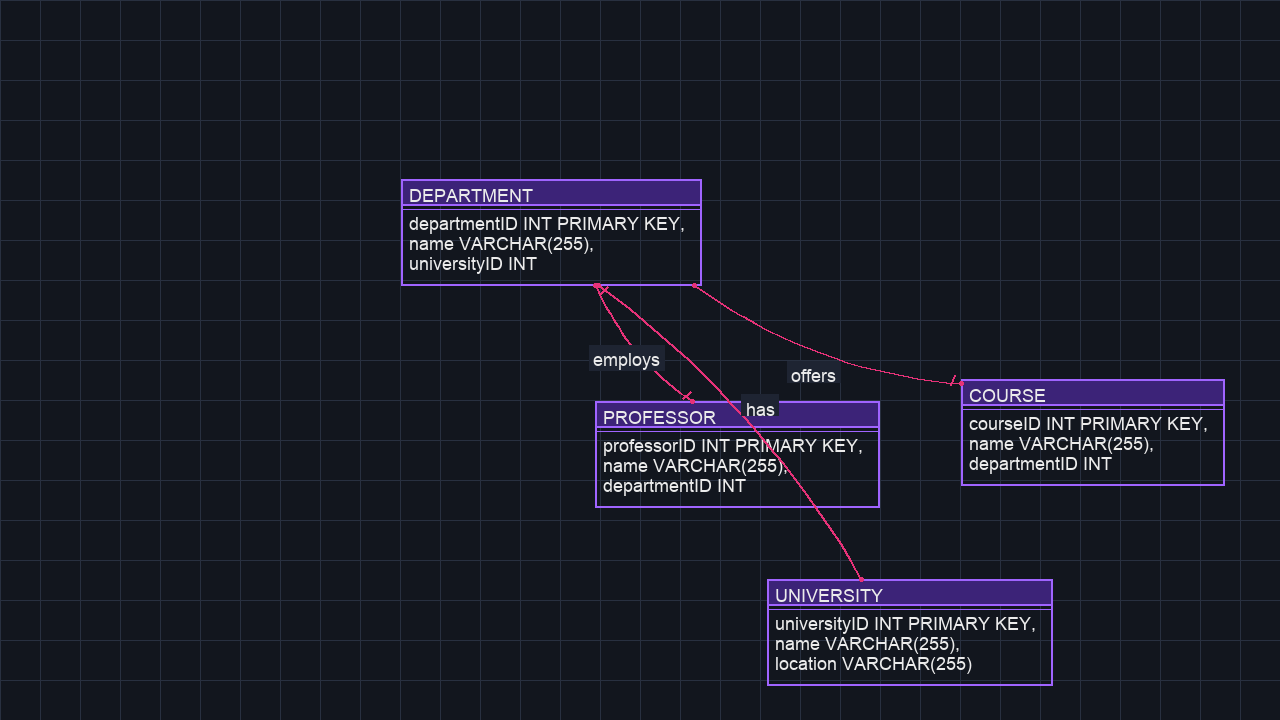 DEPARTMENT
departmentID INT PRIMARY KEY,
name VARCHAR(255),
universityID INT
employs
offers
has
PROFESSOR
professorID INT PRIMARY KEY,
name VARCHAR(255),
departmentID INT
COURSE
courseID INT PRIMARY KEY,
name VARCHAR(255),
departmentID INT
UNIVERSITY
universityID INT PRIMARY KEY,
name VARCHAR(255),
location VARCHAR(255)